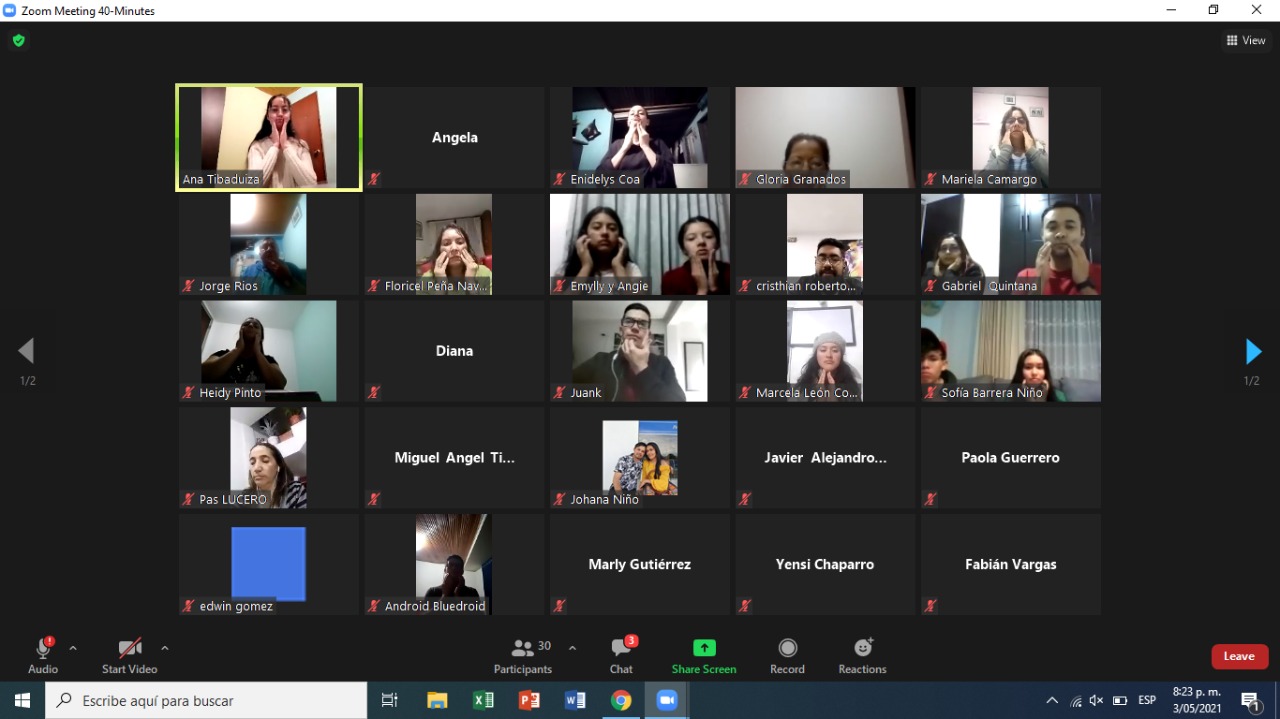 Zoom Meeting 40-Minutes
View
Ana Tibaduiza
Angela
Enidelys Coa
Gloria Granados
Mariela Camargo
Jorge Rios
Floricel Peña Nav...
Emylly y Angie
cristhian roberto...
Gabriel Quintana
Heidy Pinto
Diana
Juank
Marcela León Co...
Sofía Barrera Niño
1/2
1/2
Pas LUCERO
Miguel Angel Ti...
Johana Niño
Javier Alejandro...
Paola Guerrero
edwin gomez
Android Bluedroid
Marly Gutiérrez
Yensi Chaparro
Fabián Vargas
Audio
Start Video
30
Participants
3
Chat
Share Screen
Record
Reactions
Leave
Escribe aquí para buscar
ESP
8:23 p. m.
3/05/2021
1